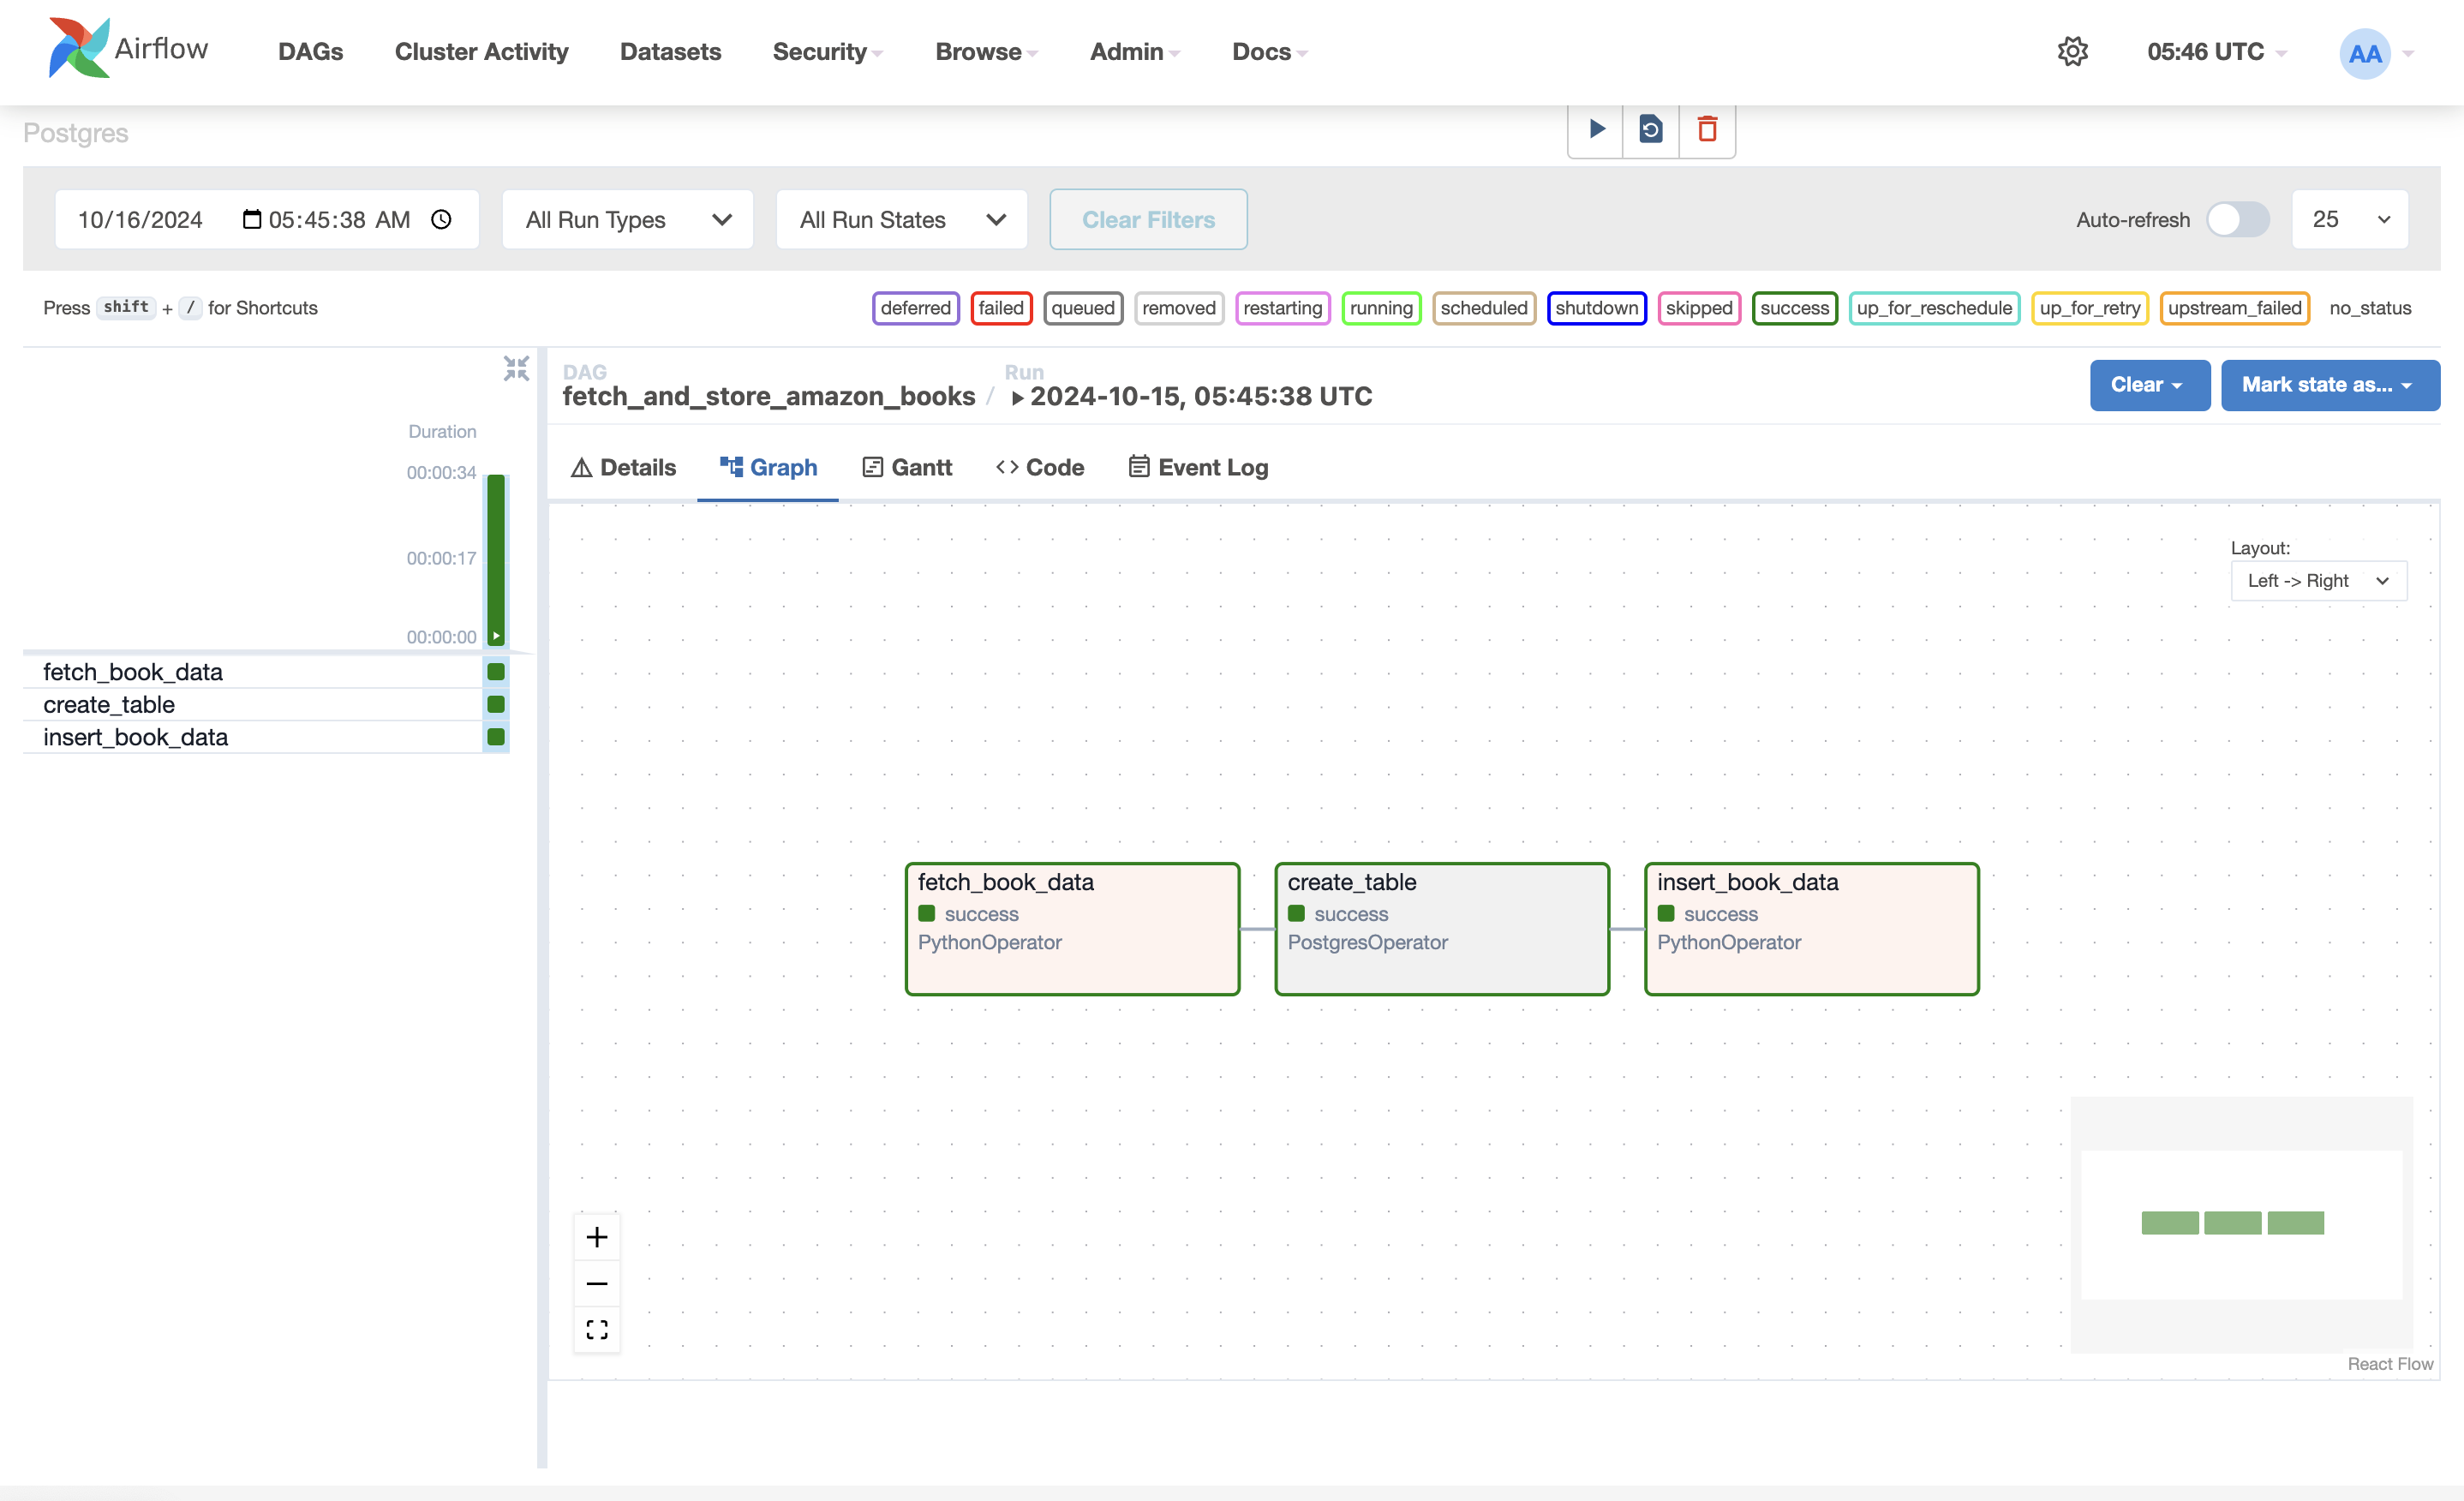 Airflow DAGs Cluster Activity Datasets Security Browse Admin Docs 05:46 UTC AA
Postgres
10/16/2024 05:45:38 AM All Run Types All Run States Clear Filters Auto-refresh 25
Press shift + / for Shortcuts deferred failed queued removed restarting running scheduled shutdown skipped success up_for_reschedule up_for_retry upstream_failed no_status
DAG Run
fetch_and_store_amazon_books / 2024-10-15, 05:45:38 UTC Clear Mark state as...
Details Graph Gantt Code Event Log
Duration
00:00:34
00:00:17
00:00:00
fetch_book_data
create_table
insert_book_data
Layout:
Left -> Right
fetch_book_data
success
PythonOperator
create_table
success
PostgresOperator
insert_book_data
success
PythonOperator
React Flow